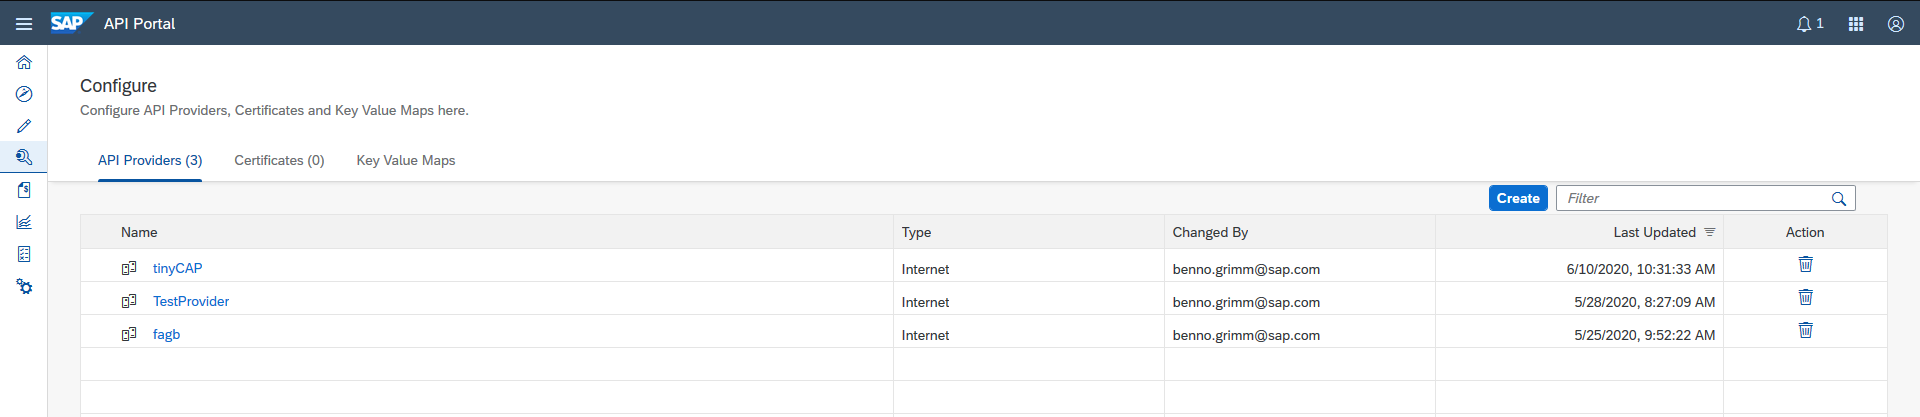 SAP API Portal 1
Configure
Configure API Providers, Certificates and Key Value Maps here.
API Providers (3) Certificates (0) Key Value Maps
Create Filter
Name Type Changed By Last Updated Action
tinyCAP Internet benno.grimm@sap.com 6/10/2020, 10:31:33 AM
TestProvider Internet benno.grimm@sap.com 5/28/2020, 8:27:09 AM
fagb Internet benno.grimm@sap.com 5/25/2020, 9:52:22 AM